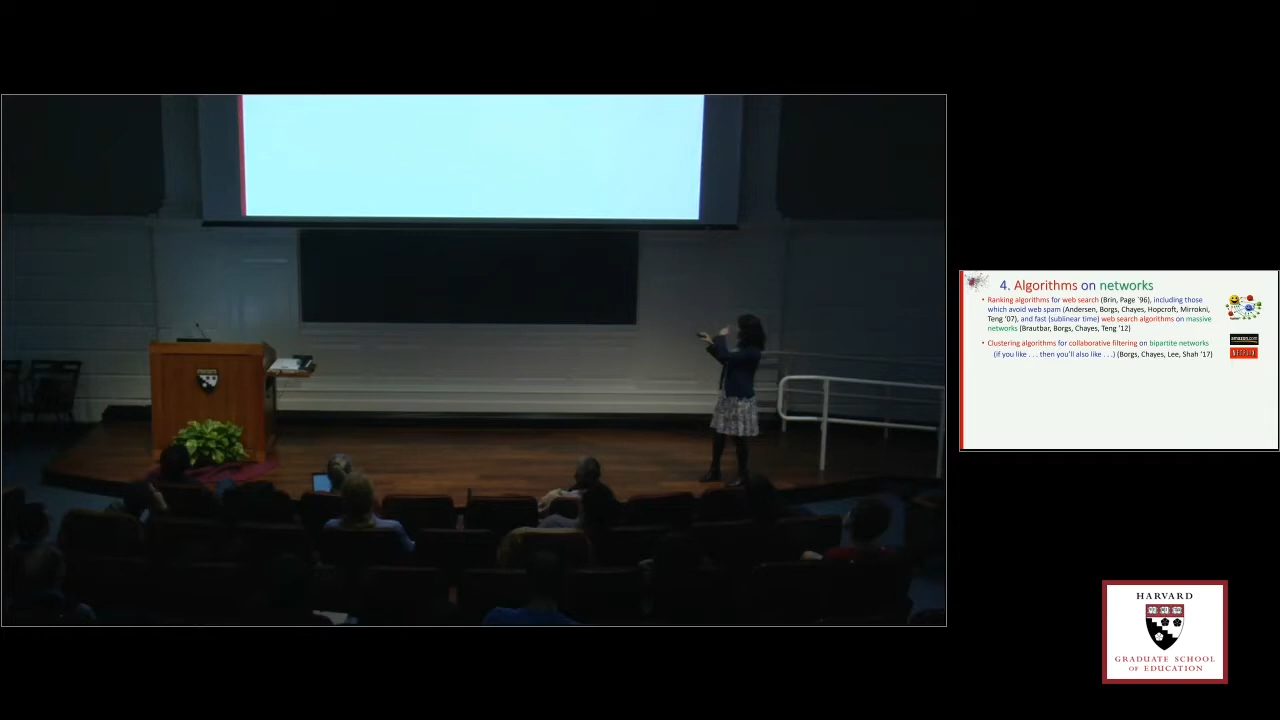 4. Algorithms on networks
• Ranking algorithms for web search (Brin, Page '96), including those
which avoid web spam (Andersen, Borgs, Chayes, Hopcroft, Mirrokni,
Teng '07), and fast (sublinear time) web search algorithms on massive
networks (Brautbar, Borgs, Chayes, Teng '12)
• Clustering algorithms for collaborative filtering on bipartite networks
(if you like . . . then you'll also like . . .) (Borgs, Chayes, Lee, Shah '17)
amazon.com
NETFLIX
HARVARD
GRADUATE SCHOOL
OF EDUCATION